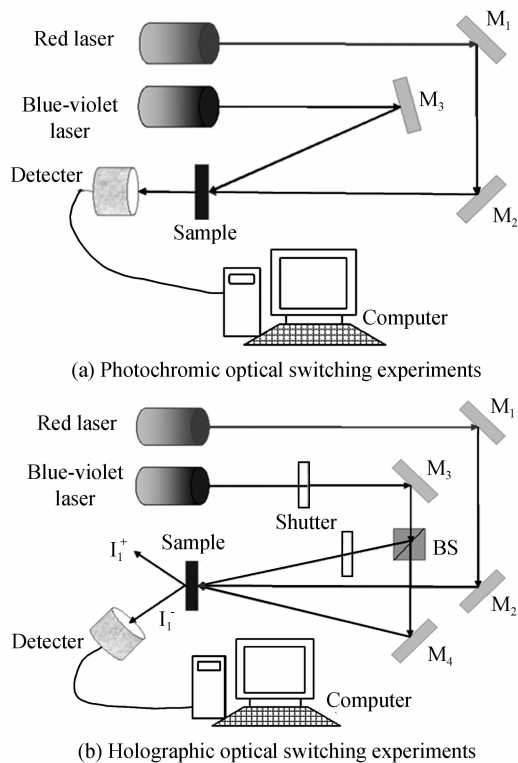 Red laser
M1
Blue-violet
laser
M3
Detecter
Sample
M2
Computer
(a) Photochromic optical switching experiments
Red laser
M1
Blue-violet
laser
M3
Shutter
Sample
BS
I1+
I1-
M2
Detecter
M4
Computer
(b) Holographic optical switching experiments